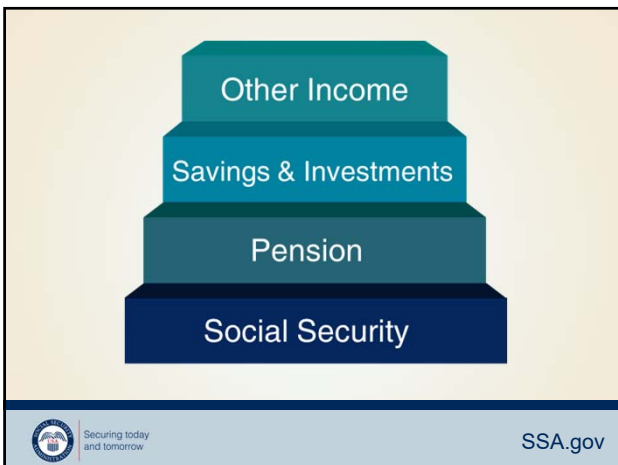 Other Income
Savings & Investments
Pension
Social Security
Securing today
and tomorrow
SSA.gov